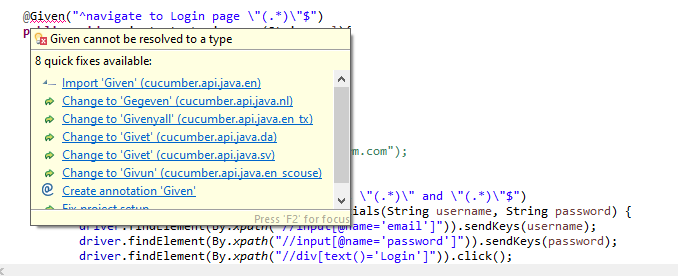 @Given("^navigate to Login page \"(.*)\"$")
Given cannot be resolved to a type
8 quick fixes available:
Import 'Given' (cucumber.api.java.en)
Change to 'Gegeven' (cucumber.api.java.nl)
Change to 'Givenyall' (cucumber.api.java.en_tx)
Change to 'Givet' (cucumber.api.java.da)
m.com");
Change to 'Givet' (cucumber.api.java.sv)
Change to 'Givun' (cucumber.api.java.en_scouse)
@ Create annotation 'Given'
\"(.*)\" and \"(.*)\"$")
Fix project setup
ials(String username, String password) {
Press 'F2' for focus
driver.findElement(By.xpath("//input[@name='email']")).sendKeys(username);
driver.findElement(By.xpath("//input[@name='password']")).sendKeys(password);
driver.findElement(By.xpath("//div[text()='Login']")).click();